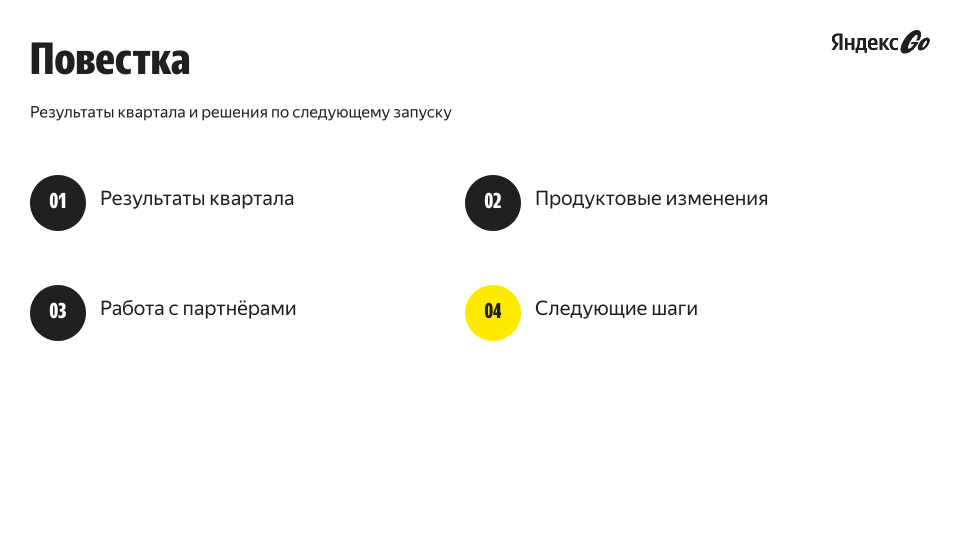 Повестка
Яндекс Go
Результаты квартала и решения по следующему запуску
01 Результаты квартала
02 Продуктовые изменения
03 Работа с партнёрами
04 Следующие шаги